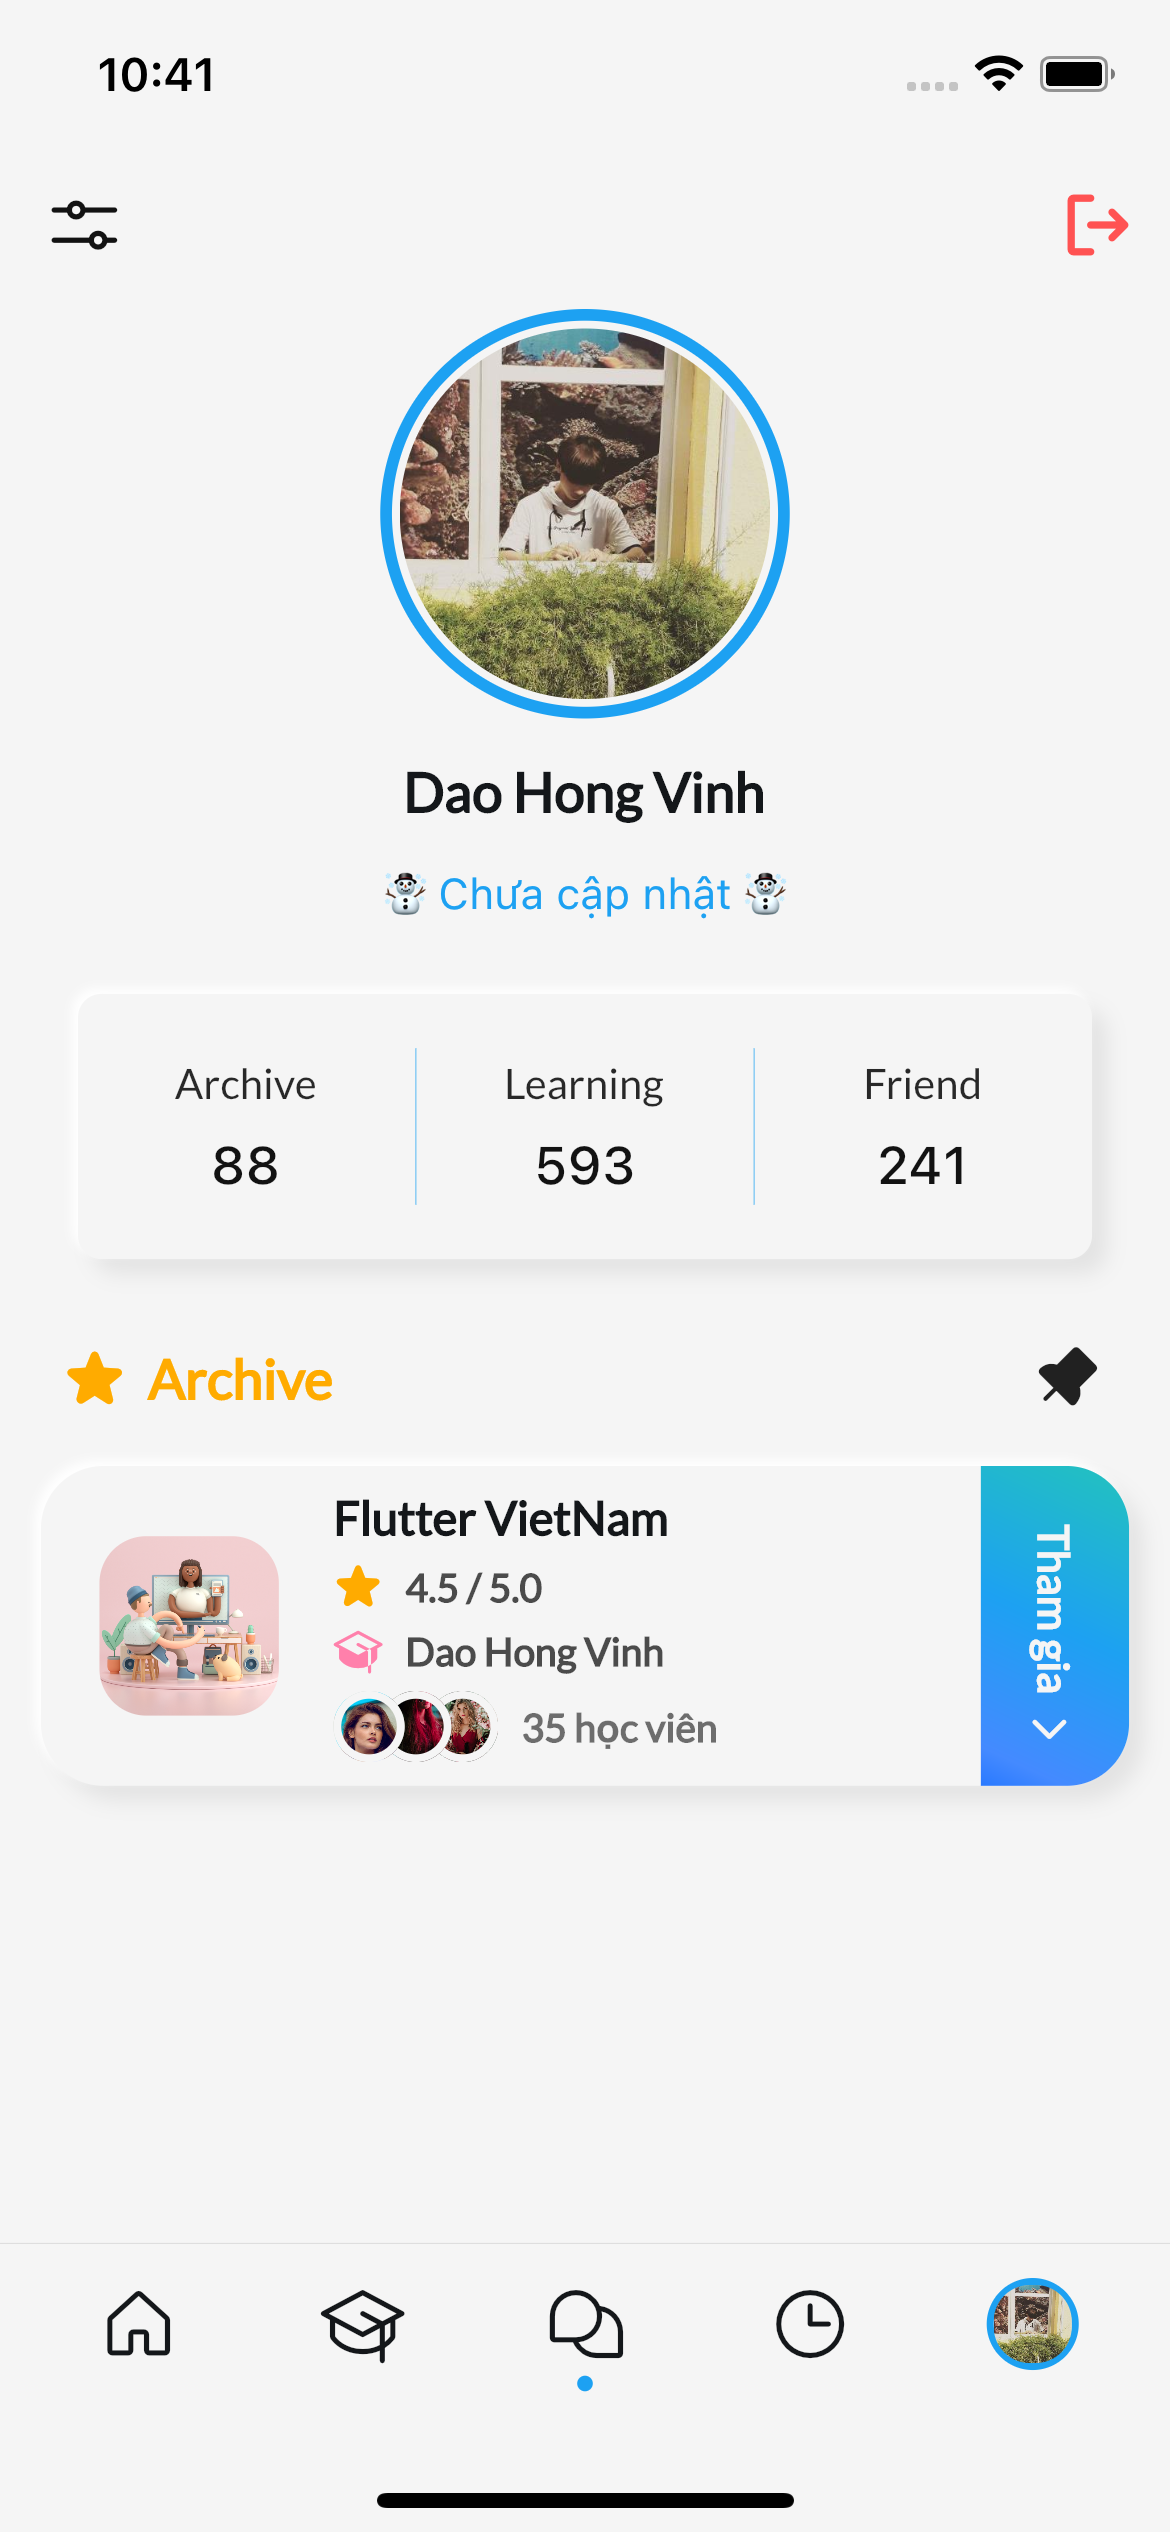 10:41
Dao Hong Vinh
☃️ Chưa cập nhật ☃️
Archive
Learning
Friend
88
593
241
Archive
Flutter VietNam
4.5 / 5.0
Dao Hong Vinh
35 học viên
Tham gia